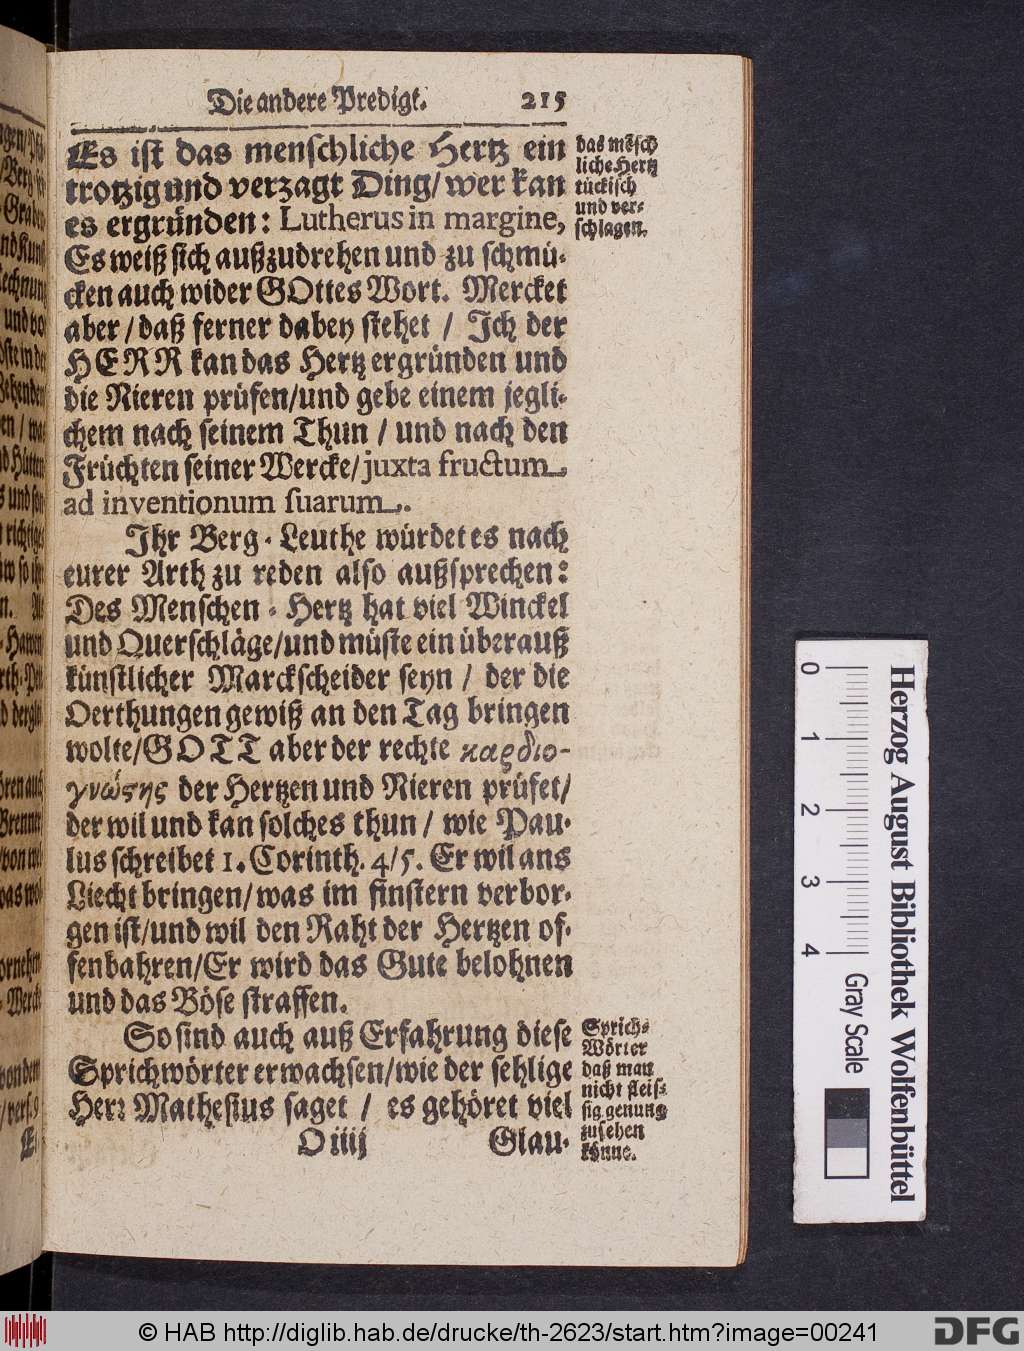 Die andere Predigt. 215
Es ist das menschliche Hertz ein
trotzig und verzagt Ding/ wer kan
es ergründen: Lutherus in margine,
Es weiß sich außzudrehen und zu schmü-
cken auch wider GOttes Wort. Mercket
aber / daß ferner dabey stehet / Jch der
HERR kan das Hertz ergründen und
die Nieren prüfen/und gebe einem jegli-
chem nach seinem Thun / und nach den
Früchten seiner Wercke/ juxta fructum
ad inventionum suarum.
das mẽsch
liche Hertz
tückisch
und ver-
schlagen.
Jhr Berg-Leuthe würdet es nach
eurer Arth zu reden also außsprechen:
Des Menschen-Hertz hat viel Winckel
und Querschläge/und müste ein überauß
künstlicher Marckscheider seyn / der die
Oerthungen gewiß an den Tag bringen
wolte/GOTT aber der rechte καρδιο-
γνώςης der Hertzen und Nieren prüfet/
der wil und kan solches thun / wie Pau-
lus schreibet 1. Corinth. 4/5. Er wil ans
Liecht bringen/ was im finstern verbor-
gen ist/und wil den Raht der Hertzen of-
fenbahren/Er wird das Gute belohnen
und das Böse straffen.
So sind auch auß Erfahrung diese
Sprichwörter erwachsen/wie der sehlige
Herꝛ Mathesius saget / es gehöret viel
O iiij Glau-
Sprich-
Wörter
daß man
nicht fleis-
sig genung
zusehen
könne.
0 1 2 3 4
Gray Scale
Herzog August Bibliothek Wolfenbüttel
© HAB http://diglib.hab.de/drucke/th-2623/start.htm?image=00241
DFG